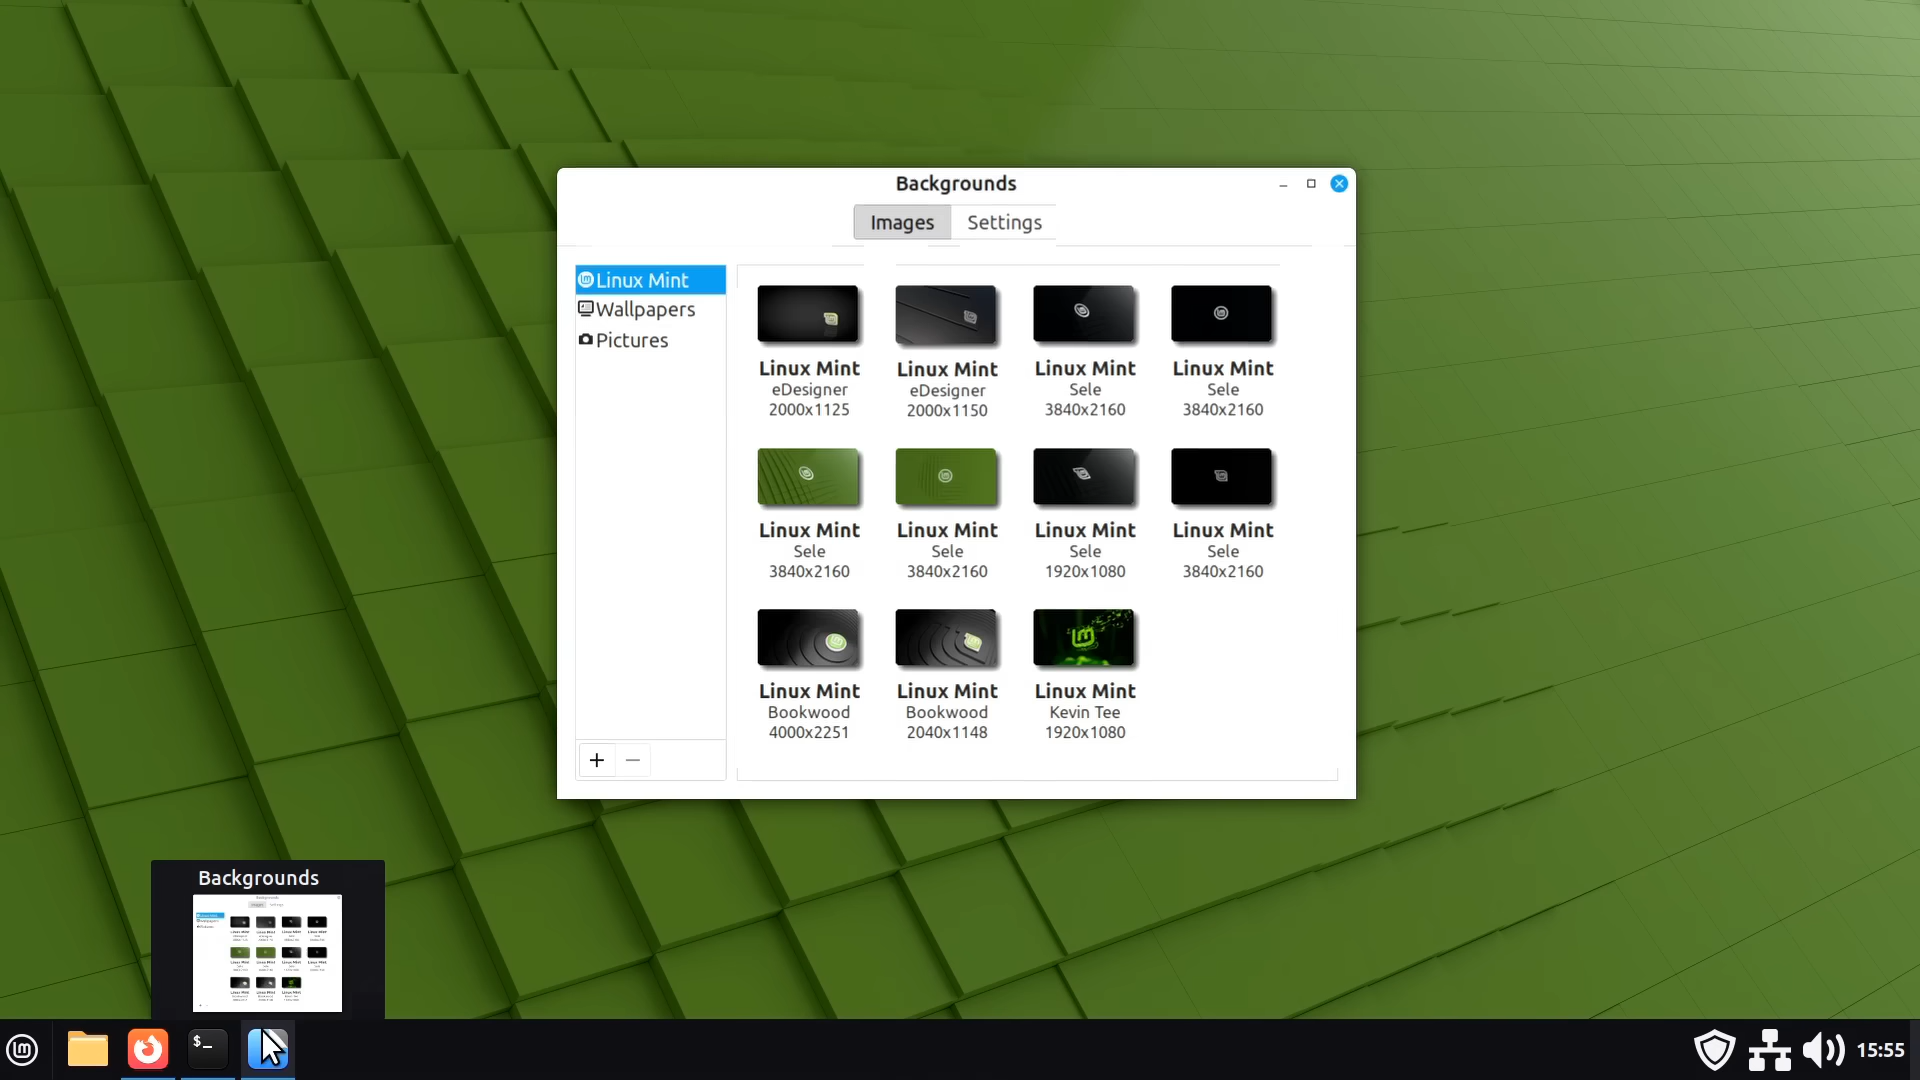 Backgrounds
Images Settings
Linux Mint
Wallpapers
Pictures
Linux Mint Linux Mint Linux Mint Linux Mint
eDesigner eDesigner Sele Sele
2000x1125 2000x1150 3840x2160 3840x2160
Linux Mint Linux Mint Linux Mint Linux Mint
Sele Sele Sele Sele
3840x2160 3840x2160 1920x1080 3840x2160
Linux Mint Linux Mint Linux Mint
Bookwood Bookwood Kevin Tee
4000x2251 2040x1148 1920x1080
Backgrounds
$_
15:55